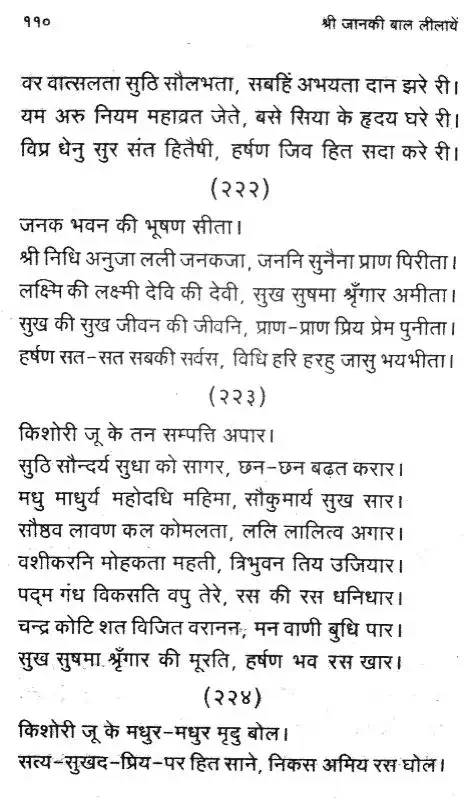 ११० श्री जानकी बाल लीलायें
वर वात्सलता सुठि सौलभता, सबहिं अभयता दान झरे री।
यम अरु नियम महाव्रत जेते, बसे सिया के हृदय घरे री।
विप्र धेनु सुर संत हितैषी, हर्षण जिव हित सदा करे री।
(२२२)
जनक भवन की भूषण सीता।
श्री निधि अनुजा लली जनकजा, जननि सुनैना प्राण पिरीता।
लक्ष्मि की लक्ष्मी देवि की देवी, सुख सुषमा श्रृँगार अमीता।
सुख की सुख जीवन की जीवनि, प्राण-प्राण प्रिय प्रेम पुनीता।
हर्षण सत-सत सबकी सर्वस, विधि हरि हरहु जासु भयभीता।
(२२३)
किशोरी जू के तन सम्पत्ति अपार।
सुठि सौन्दर्य सुधा को सागर, छन-छन बढ़त करार।
मधु माधुर्य महोदधि महिमा, सौकुमार्य सुख सार।
सौष्ठव लावण कल कोमलता, ललि लालित्व अगार।
वशीकरनि मोहकता महती, त्रिभुवन तिय उजियार।
पद्म गंध विकसति वपु तेरे, रस की रस धनिधार।
चन्द्र कोटि शत विजित वरानन, मन वाणी बुधि पार।
सुख सुषमा श्रृँगार की मूरति, हर्षण भव रस खार।
(२२४)
किशोरी जू के मधुर-मधुर मृदु बोल।
सत्य-सुखद-प्रिय-पर हित साने, निकस अमिय रस घोल।